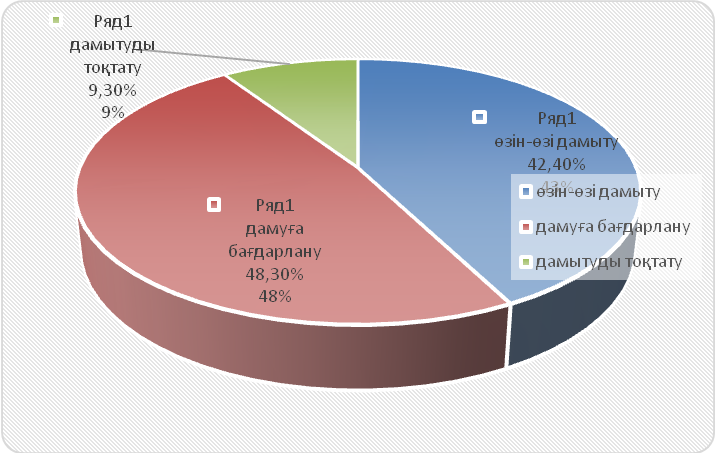 Ряд1
дамытуды
тоқтату
9,30%
9%
Ряд1
өзін-өзі дамыту
42,40%
43%
Ряд1
дамуға
бағдарлану
48,30%
48%
өзін-өзі дамыту
дамуға бағдарлану
дамытуды тоқтату